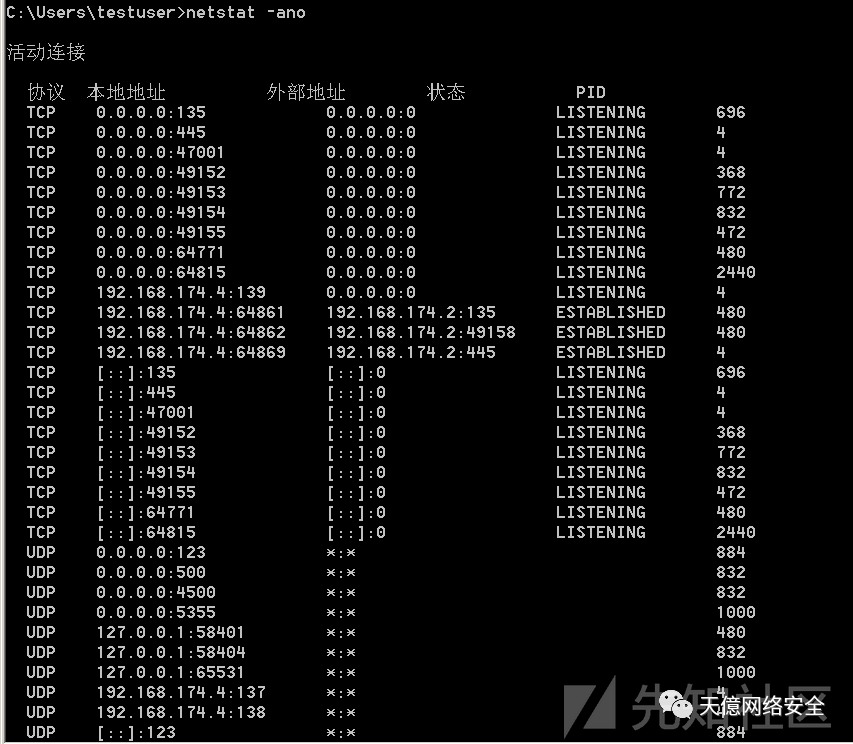 C:\Users\testuser>netstat -ano
活动连接
协议 本地地址 外部地址 状态 PID
TCP 0.0.0.0:135 0.0.0.0:0 LISTENING 696
TCP 0.0.0.0:445 0.0.0.0:0 LISTENING 4
TCP 0.0.0.0:47001 0.0.0.0:0 LISTENING 4
TCP 0.0.0.0:49152 0.0.0.0:0 LISTENING 368
TCP 0.0.0.0:49153 0.0.0.0:0 LISTENING 772
TCP 0.0.0.0:49154 0.0.0.0:0 LISTENING 832
TCP 0.0.0.0:49155 0.0.0.0:0 LISTENING 472
TCP 0.0.0.0:64771 0.0.0.0:0 LISTENING 480
TCP 0.0.0.0:64815 0.0.0.0:0 LISTENING 2440
TCP 192.168.174.4:139 0.0.0.0:0 LISTENING 4
TCP 192.168.174.4:64861 192.168.174.2:135 ESTABLISHED 480
TCP 192.168.174.4:64862 192.168.174.2:49158 ESTABLISHED 480
TCP 192.168.174.4:64869 192.168.174.2:445 ESTABLISHED 4
TCP [::]:135 [::]:0 LISTENING 696
TCP [::]:445 [::]:0 LISTENING 4
TCP [::]:47001 [::]:0 LISTENING 4
TCP [::]:49152 [::]:0 LISTENING 368
TCP [::]:49153 [::]:0 LISTENING 772
TCP [::]:49154 [::]:0 LISTENING 832
TCP [::]:49155 [::]:0 LISTENING 472
TCP [::]:64771 [::]:0 LISTENING 480
TCP [::]:64815 [::]:0 LISTENING 2440
UDP 0.0.0.0:123 *:* 884
UDP 0.0.0.0:500 *:* 832
UDP 0.0.0.0:4500 *:* 832
UDP 0.0.0.0:5355 *:* 1000
UDP 127.0.0.1:58401 *:* 480
UDP 127.0.0.1:58404 *:* 832
UDP 127.0.0.1:65531 *:* 1000
UDP 192.168.174.4:137 *:* 4
UDP 192.168.174.4:138 *:*
UDP [::]:123 *:* 884
先知社区
天億网络安全